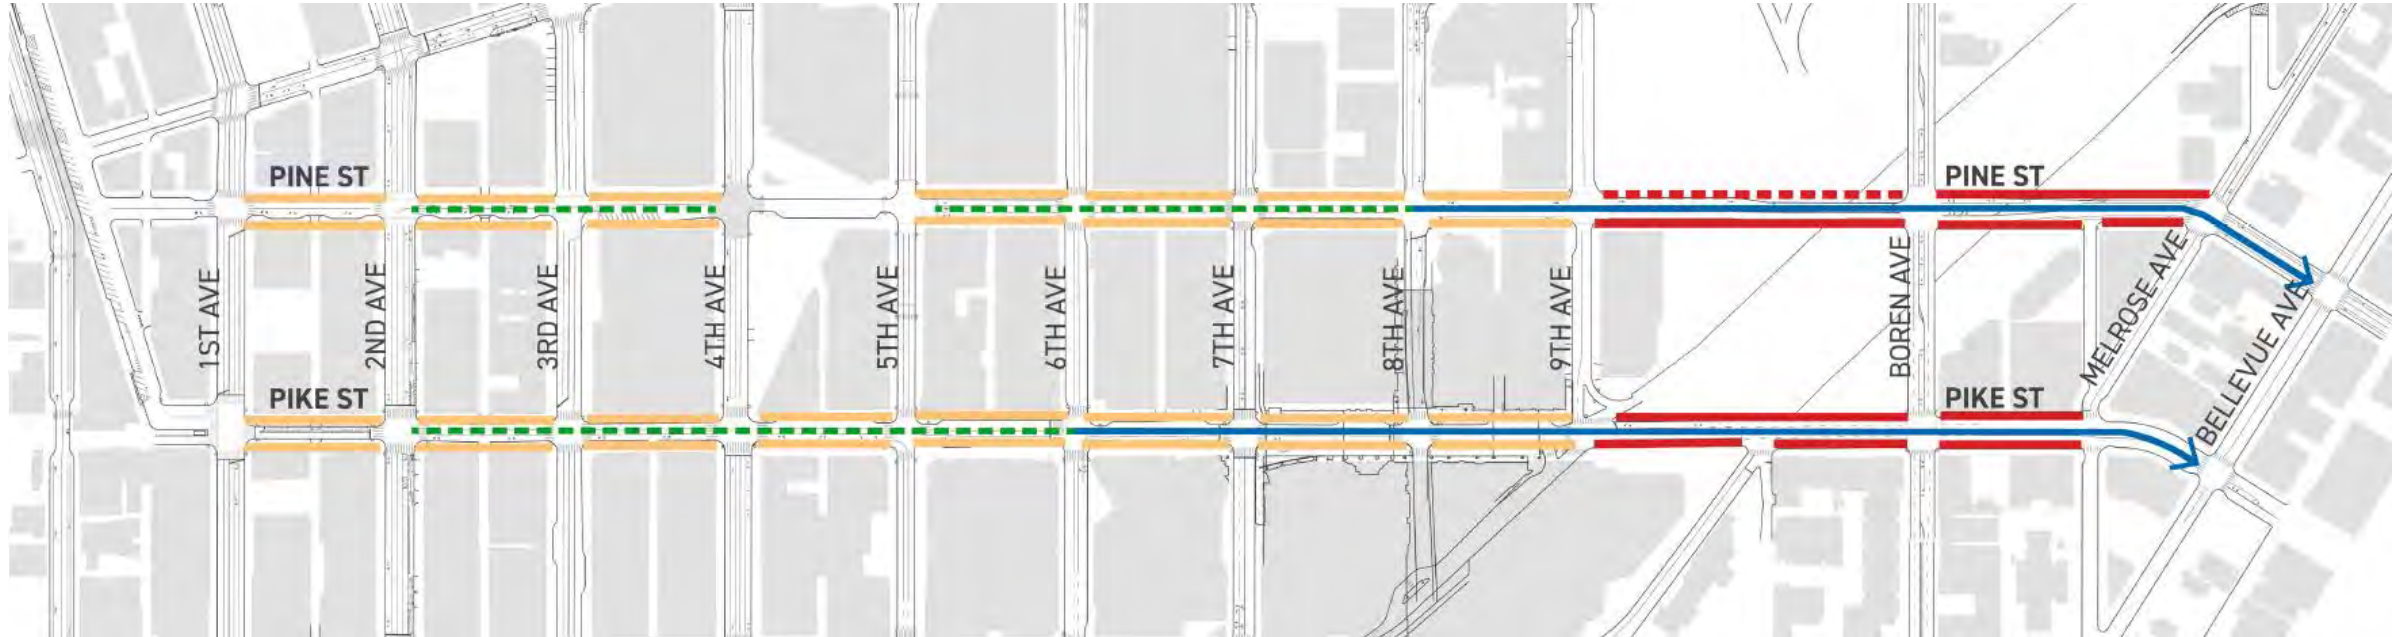 PINE ST
PINE ST
1ST AVE
2ND AVE
3RD AVE
4TH AVE
5TH AVE
6TH AVE
7TH AVE
8TH AVE
9TH AVE
BOREN AVE
MELROSE AVE
BELLEVUE AVE
PIKE ST
PIKE ST